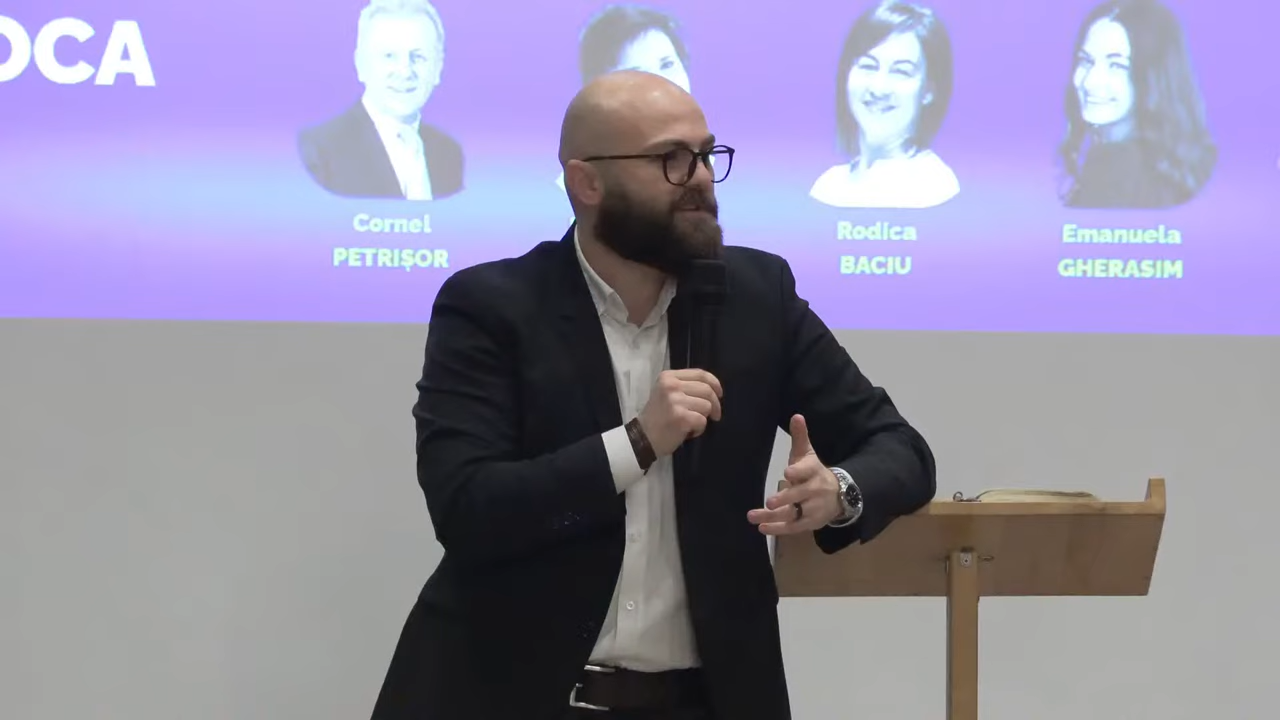 OCA
Cornel
PETRIȘOR
Rodica
BACIU
Emanuela
GHERASIM